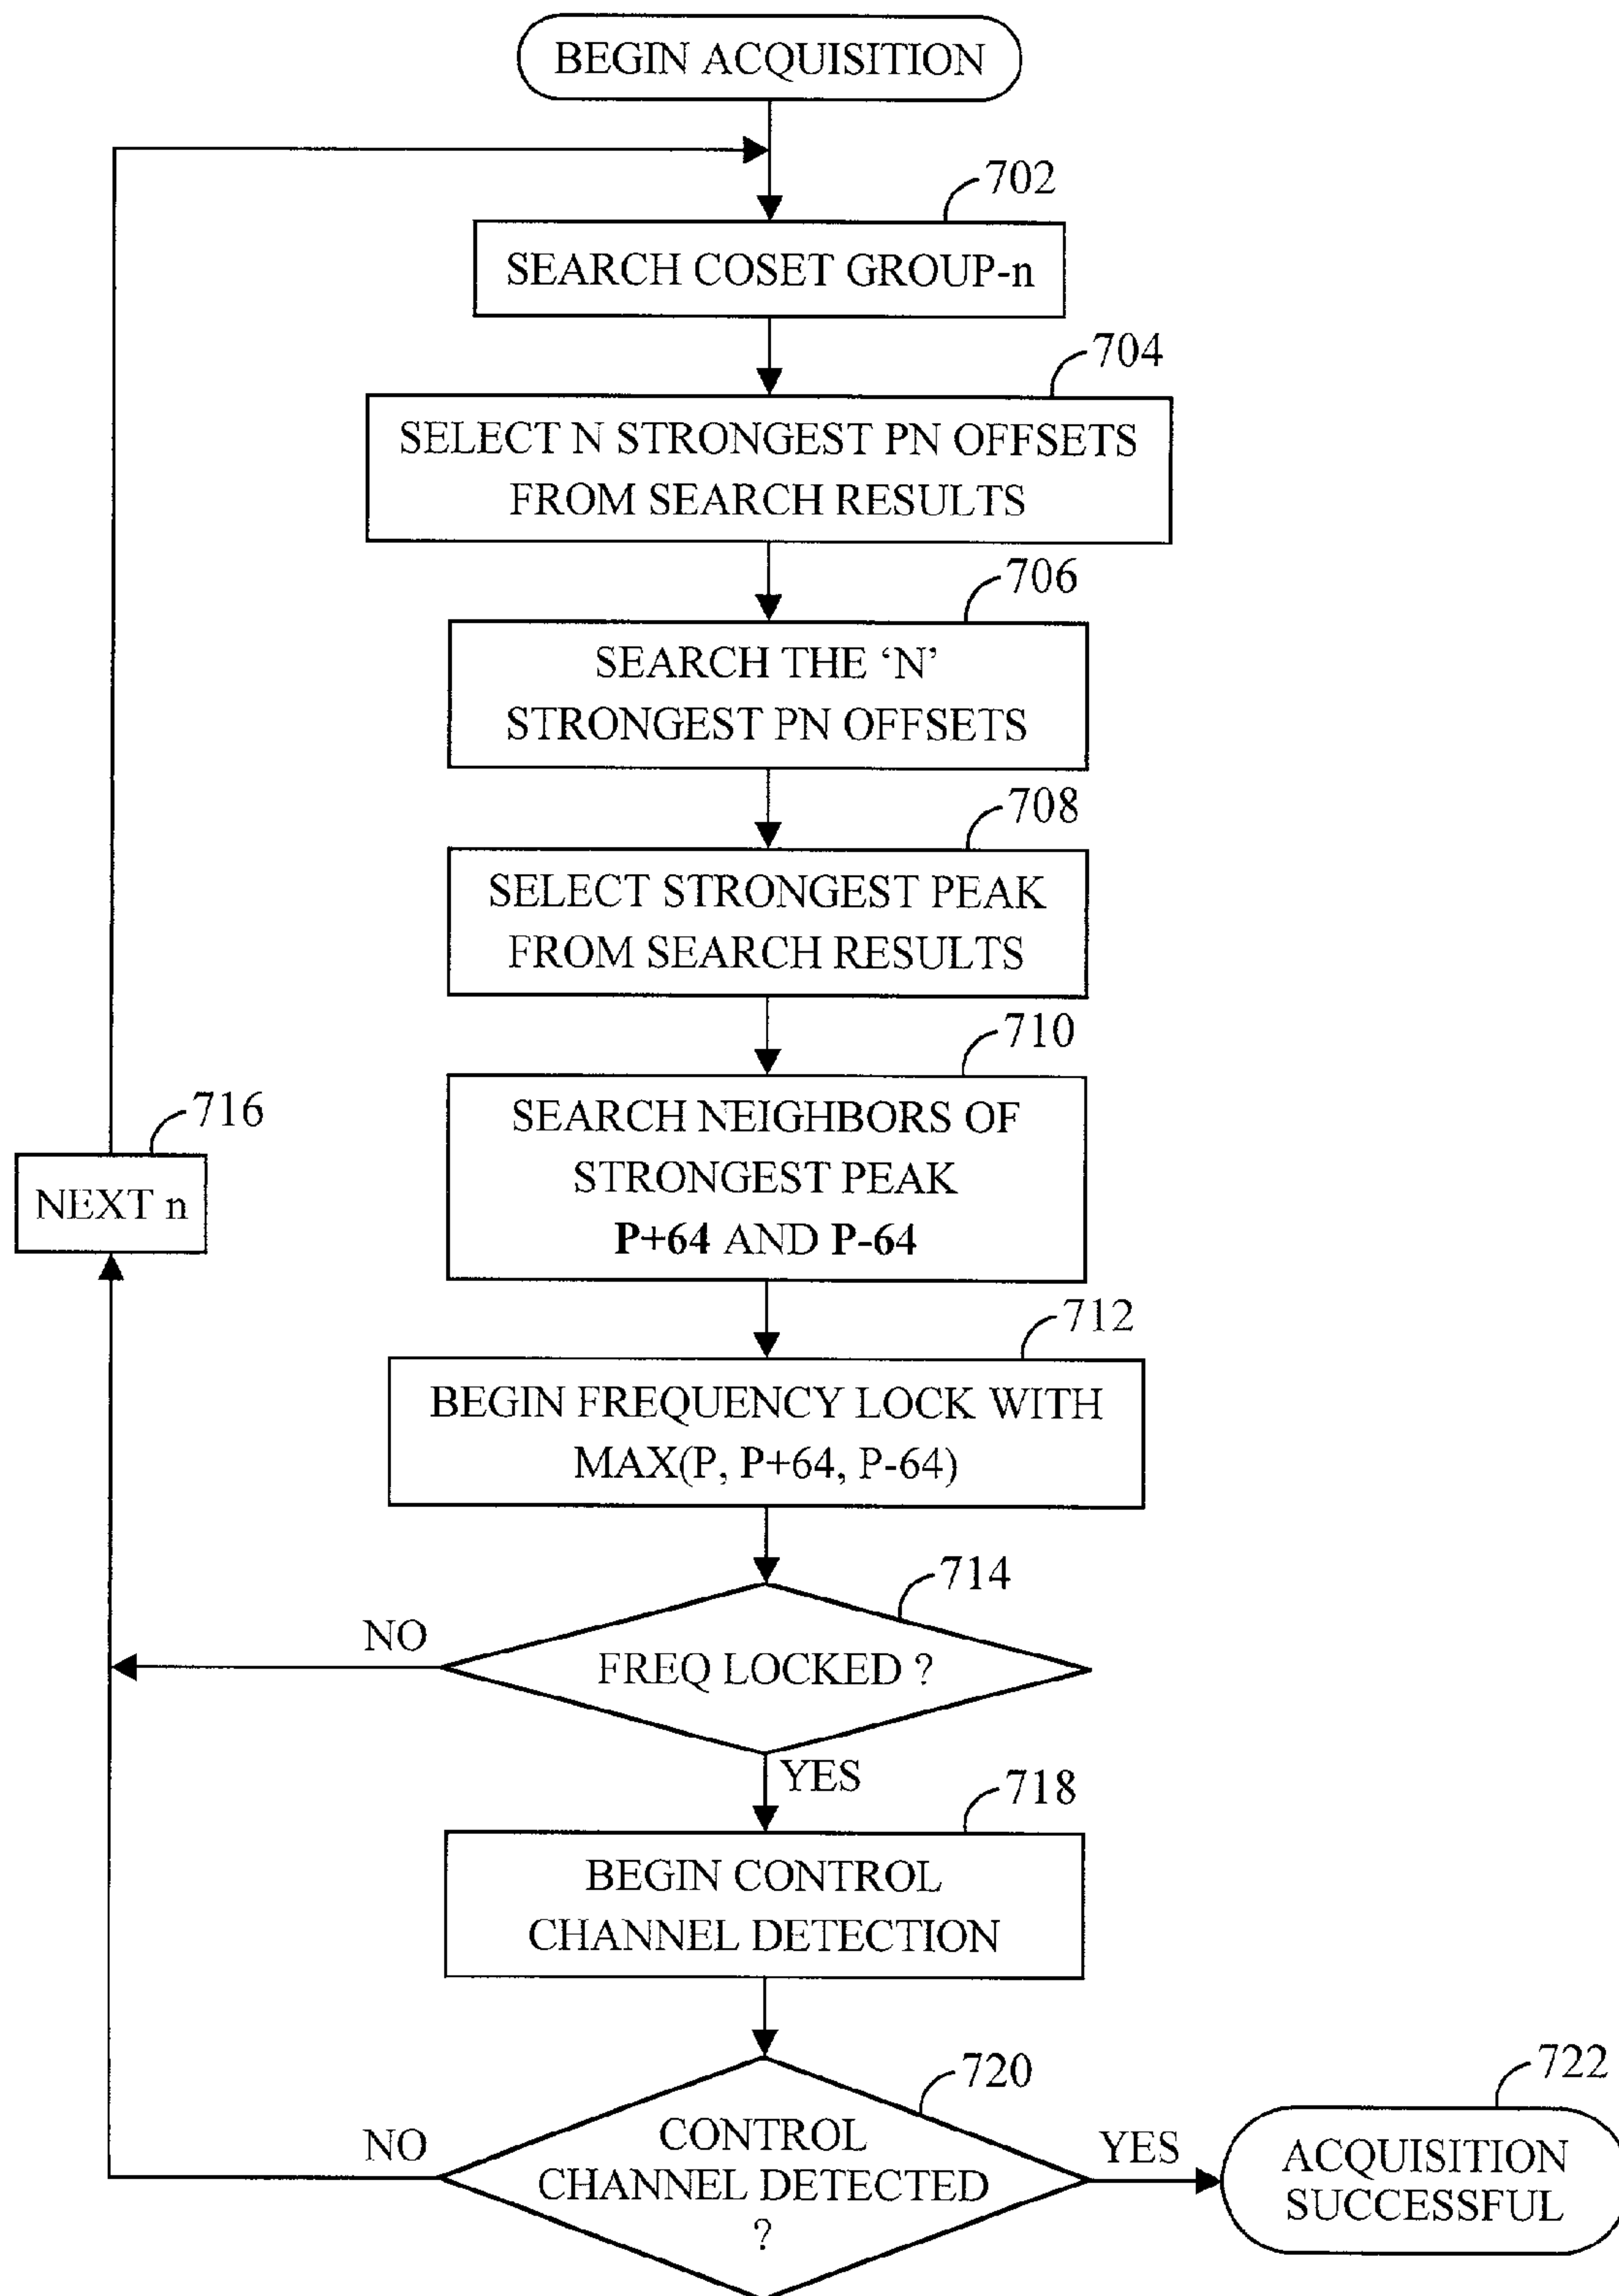 BEGIN ACQUISITION
702
SEARCH COSET GROUP-n
704
SELECT N STRONGEST PN OFFSETS
FROM SEARCH RESULTS
706
SEARCH THE ‘N’
STRONGEST PN OFFSETS
708
SELECT STRONGEST PEAK
FROM SEARCH RESULTS
710
SEARCH NEIGHBORS OF
STRONGEST PEAK
P+64 AND P-64
716
NEXT n
712
BEGIN FREQUENCY LOCK WITH
MAX(P, P+64, P-64)
714
NO
FREQ LOCKED ?
YES
718
BEGIN CONTROL
CHANNEL DETECTION
720
NO
CONTROL
CHANNEL DETECTED
?
YES
722
ACQUISITION
SUCCESSFUL